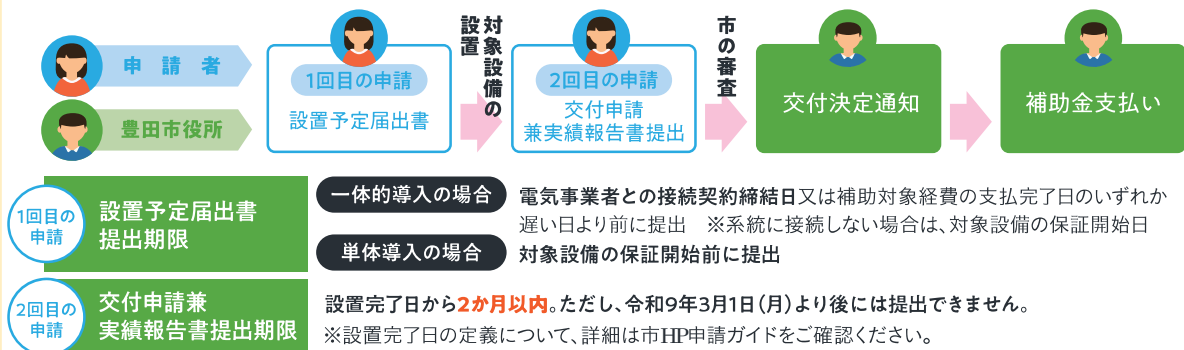 申請者
豊田市役所
1回目の申請
設置予定届出書
対象設備の
設置
2回目の申請
交付申請
兼実績報告書提出
市の審査
交付決定通知
補助金支払い
1回目の
申請
設置予定届出書
提出期限
一体的導入の場合
電気事業者との接続契約締結日又は補助対象経費の支払完了日のいずれか
遅い日より前に提出　※系統に接続しない場合は、対象設備の保証開始日
単体導入の場合
対象設備の保証開始前に提出
2回目の
申請
交付申請兼
実績報告書提出期限
設置完了日から2か月以内。ただし、令和9年3月1日(月)より後には提出できません。
※設置完了日の定義について、詳細は市HP申請ガイドをご確認ください。